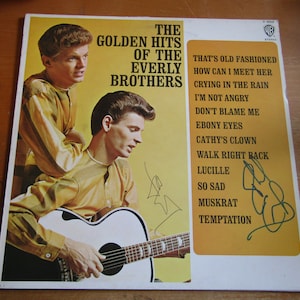 THE
GOLDEN HITS
OF THE
EVERLY
BROTHERS
THAT'S OLD FASHIONED
HOW CAN I MEET HER
CRYING IN THE RAIN
I'M NOT ANGRY
DON'T BLAME ME
EBONY EYES
CATHY'S CLOWN
WALK RIGHT BACK
LUCILLE
SO SAD
MUSKRAT
TEMPTATION